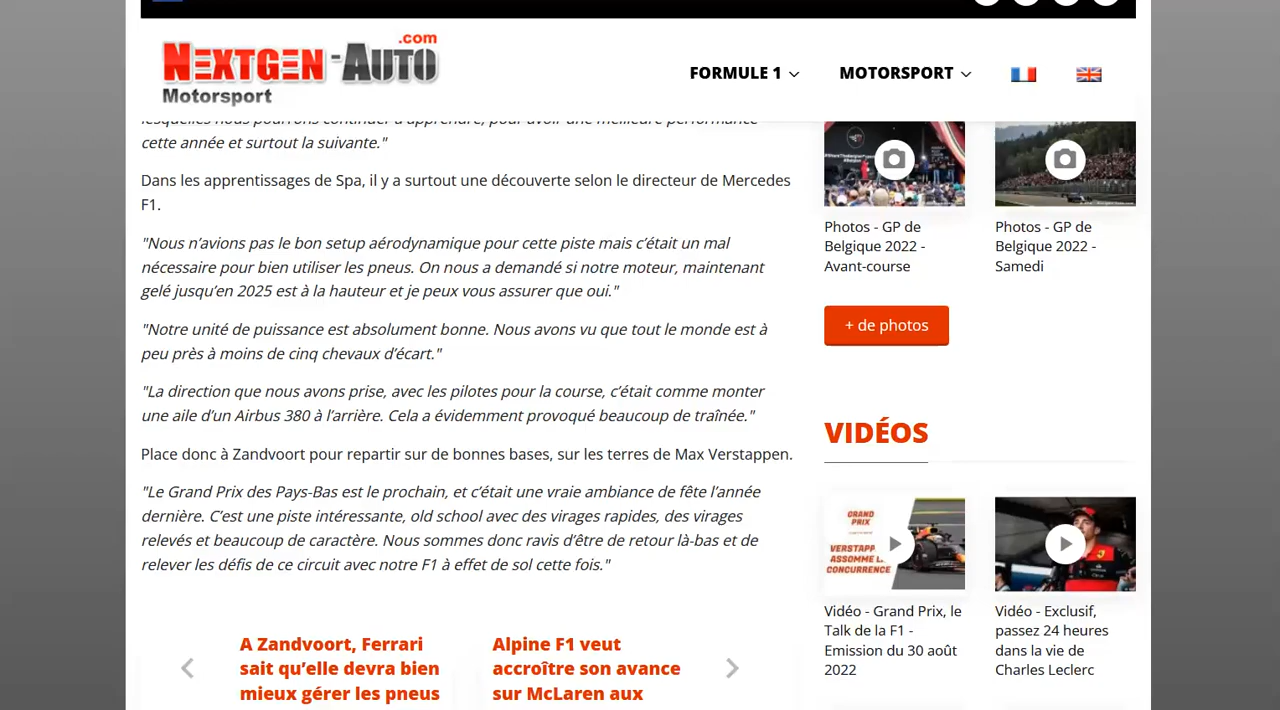 NEXTGEN-AUTO
.com
Motorsport
FORMULE 1
MOTORSPORT
lesquelles nous pourrons continuer à apprendre, pour avoir une meilleure performance
cette année et surtout la suivante."
Dans les apprentissages de Spa, il y a surtout une découverte selon le directeur de Mercedes
F1.
"Nous n’avions pas le bon setup aérodynamique pour cette piste mais c’était un mal
nécessaire pour bien utiliser les pneus. On nous a demandé si notre moteur, maintenant
gelé jusqu’en 2025 est à la hauteur et je peux vous assurer que oui."
"Notre unité de puissance est absolument bonne. Nous avons vu que tout le monde est à
peu près à moins de cinq chevaux d’écart."
"La direction que nous avons prise, avec les pilotes pour la course, c’était comme monter
une aile d’un Airbus 380 à l’arrière. Cela a évidemment provoqué beaucoup de traînée."
Place donc à Zandvoort pour repartir sur de bonnes bases, sur les terres de Max Verstappen.
"Le Grand Prix des Pays-Bas est le prochain, et c’était une vraie ambiance de fête l’année
dernière. C’est une piste intéressante, old school avec des virages rapides, des virages
relevés et beaucoup de caractère. Nous sommes donc ravis d’être de retour là-bas et de
relever les défis de ce circuit avec notre F1 à effet de sol cette fois."
A Zandvoort, Ferrari
sait qu’elle devra bien
mieux gérer les pneus
Alpine F1 veut
accroître son avance
sur McLaren aux
Photos - GP de
Belgique 2022 -
Avant-course
Photos - GP de
Belgique 2022 -
Samedi
+ de photos
VIDÉOS
GRAND
PRIX
VERSTAPP
ASSOMME L
CONCURRENCE
Vidéo - Grand Prix, le
Talk de la F1 -
Emission du 30 août
2022
Vidéo - Exclusif,
passez 24 heures
dans la vie de
Charles Leclerc